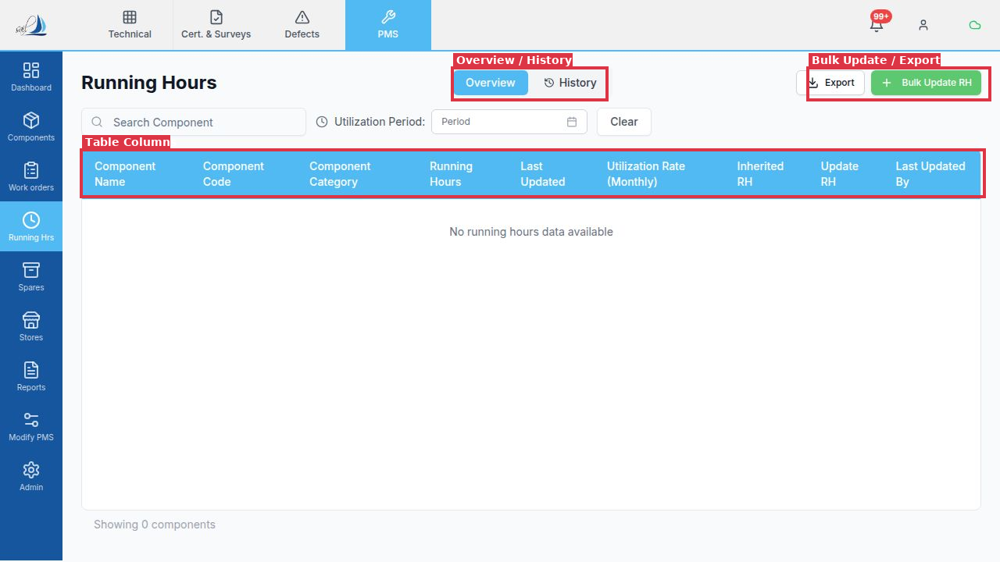 Technical
Cert. & Surveys
Defects
PMS
99+
sail
Dashboard
Components
Work orders
Running Hrs
Spares
Stores
Reports
Modify PMS
Admin
Running Hours
Overview / History
Overview
History
Bulk Update / Export
Export
Bulk Update RH
Search Component
Utilization Period:
Period
Clear
Table Column
Component Name
Component Code
Component Category
Running Hours
Last Updated
Utilization Rate (Monthly)
Inherited RH
Update RH
Last Updated By
No running hours data available
Showing 0 components